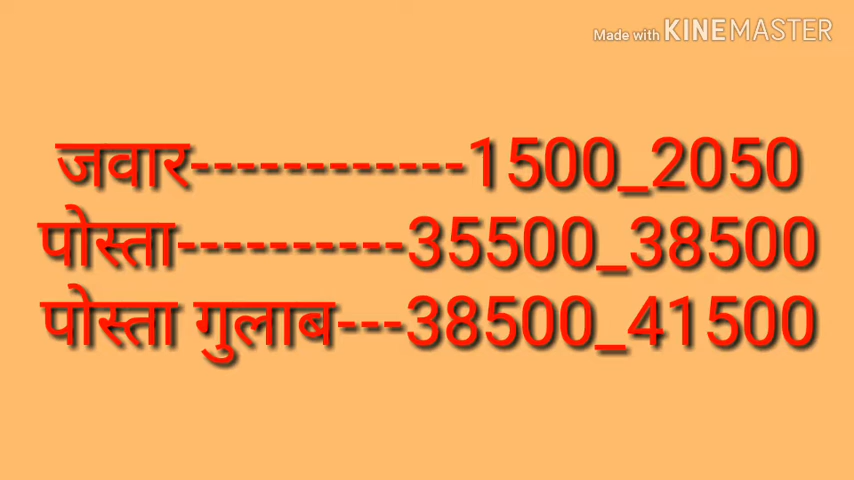 Made with KINEMASTER
जवार------------1500_2050
पोस्ता----------35500_38500
पोस्ता गुलाब---38500_41500